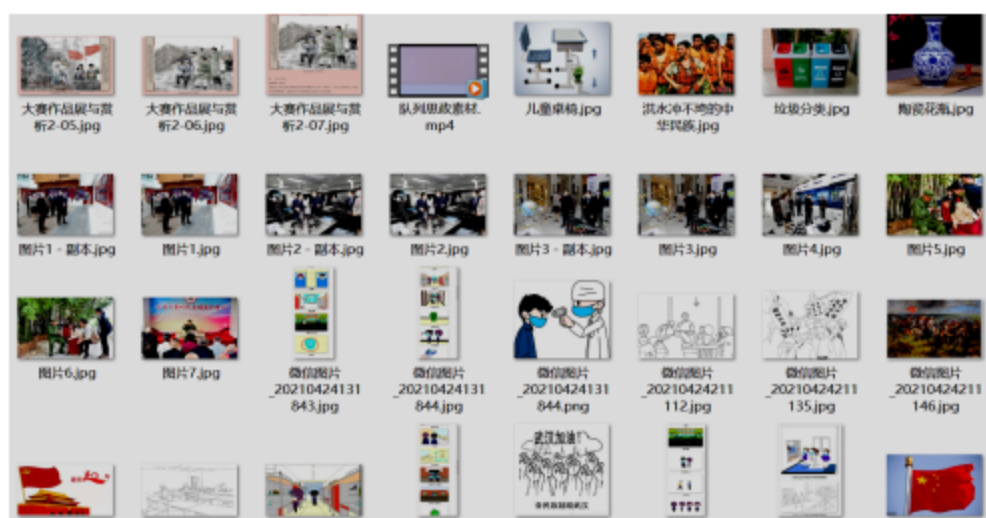 大赛作品展与赏
析2-05.jpg
大赛作品展与赏
析2-06.jpg
大赛作品展与赏
析2-07.jpg
队列思政素材.
mp4
儿童桌椅.jpg
洪水冲不垮的中
华民族.jpg
垃圾分类.jpg
陶瓷花瓶.jpg
图片1 - 副本.jpg
图片1.jpg
图片2 - 副本.jpg
图片2.jpg
图片3 - 副本.jpg
图片3.jpg
图片4.jpg
图片5.jpg
图片6.jpg
图片7.jpg
微信图片
_20210424131
843.jpg
微信图片
_20210424131
844.jpg
微信图片
_20210424131
844.png
微信图片
_20210424211
112.jpg
微信图片
_20210424211
135.jpg
微信图片
_20210424211
146.jpg
武汉加油!